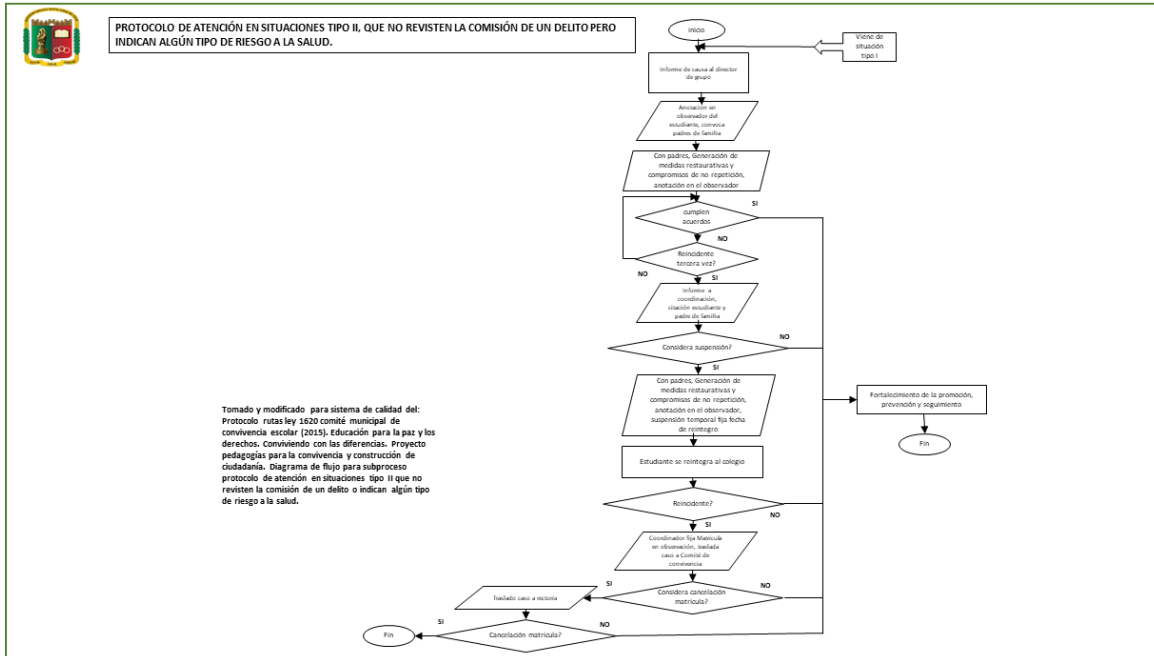 PROTOCOLO DE ATENCIÓN EN SITUACIONES TIPO II, QUE NO REVISTEN LA COMISIÓN DE UN DELITO PERO
INDICAN ALGÚN TIPO DE RIESGO A LA SALUD.
inicio
Viene de
situación
tipo I
Informe de causa al director
de grupo
Anotación en
observador del
estudiante, convoca
padres de familia
Con padres, Generación de
medidas restaurativas y
compromisos de no repetición,
anotación en el observador
SI
cumplen
acuerdos
NO
Reincidente
tercera vez?
NO
SI
Informe a
coordinación,
citación estudiante y
padre de familia
NO
Considera suspensión?
SI
Con padres, Generación de
medidas restaurativas y
compromisos de no repetición,
anotación en el observador,
suspensión temporal fija fecha
de reintegro
Fortalecimiento de la promoción,
prevención y seguimiento
Fin
Tomado y modificado para sistema de calidad del:
Protocolo rutas ley 1620 comité municipal de
convivencia escolar (2015). Educación para la paz y los
derechos. Conviviendo con las diferencias. Proyecto
pedagogías para la convivencia y construcción de
ciudadanía. Diagrama de flujo para subproceso
protocolo de atención en situaciones tipo II que no
revisten la comisión de un delito o indican algún tipo
de riesgo a la salud.
Estudiante se reintegra al colegio
Reincidente?
NO
SI
Coordinador fija Matricula
en observación, traslada
caso a Comité de
convivencia
SI
NO
Considera cancelación
matricula?
Traslado caso a rectoría
SI
NO
Cancelación matricula?
Fin